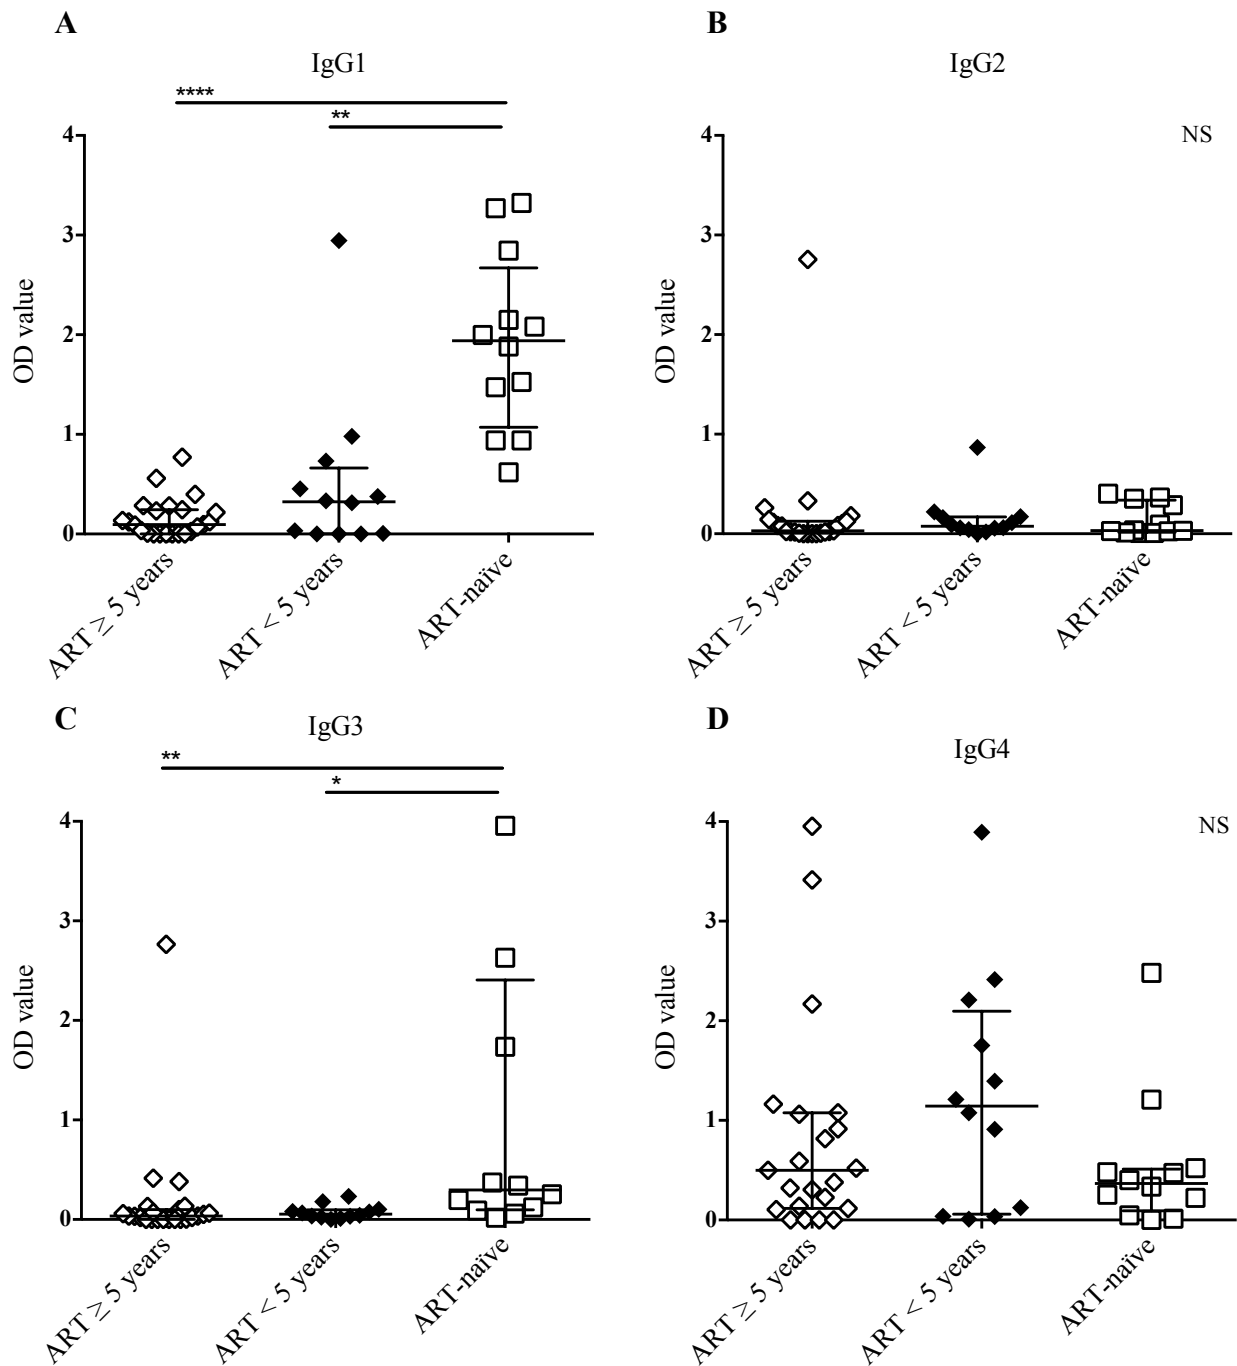 A
IgG1
****
**
4
3
2
1
0
OD value
ART ≥ 5 years
ART < 5 years
ART-naïve
B
IgG2
NS
4
3
2
1
0
OD value
ART ≥ 5 years
ART < 5 years
ART-naïve
C
IgG3
**
*
4
3
2
1
0
OD value
ART ≥ 5 years
ART < 5 years
ART-naïve
D
IgG4
NS
4
3
2
1
0
OD value
ART ≥ 5 years
ART < 5 years
ART-naïve